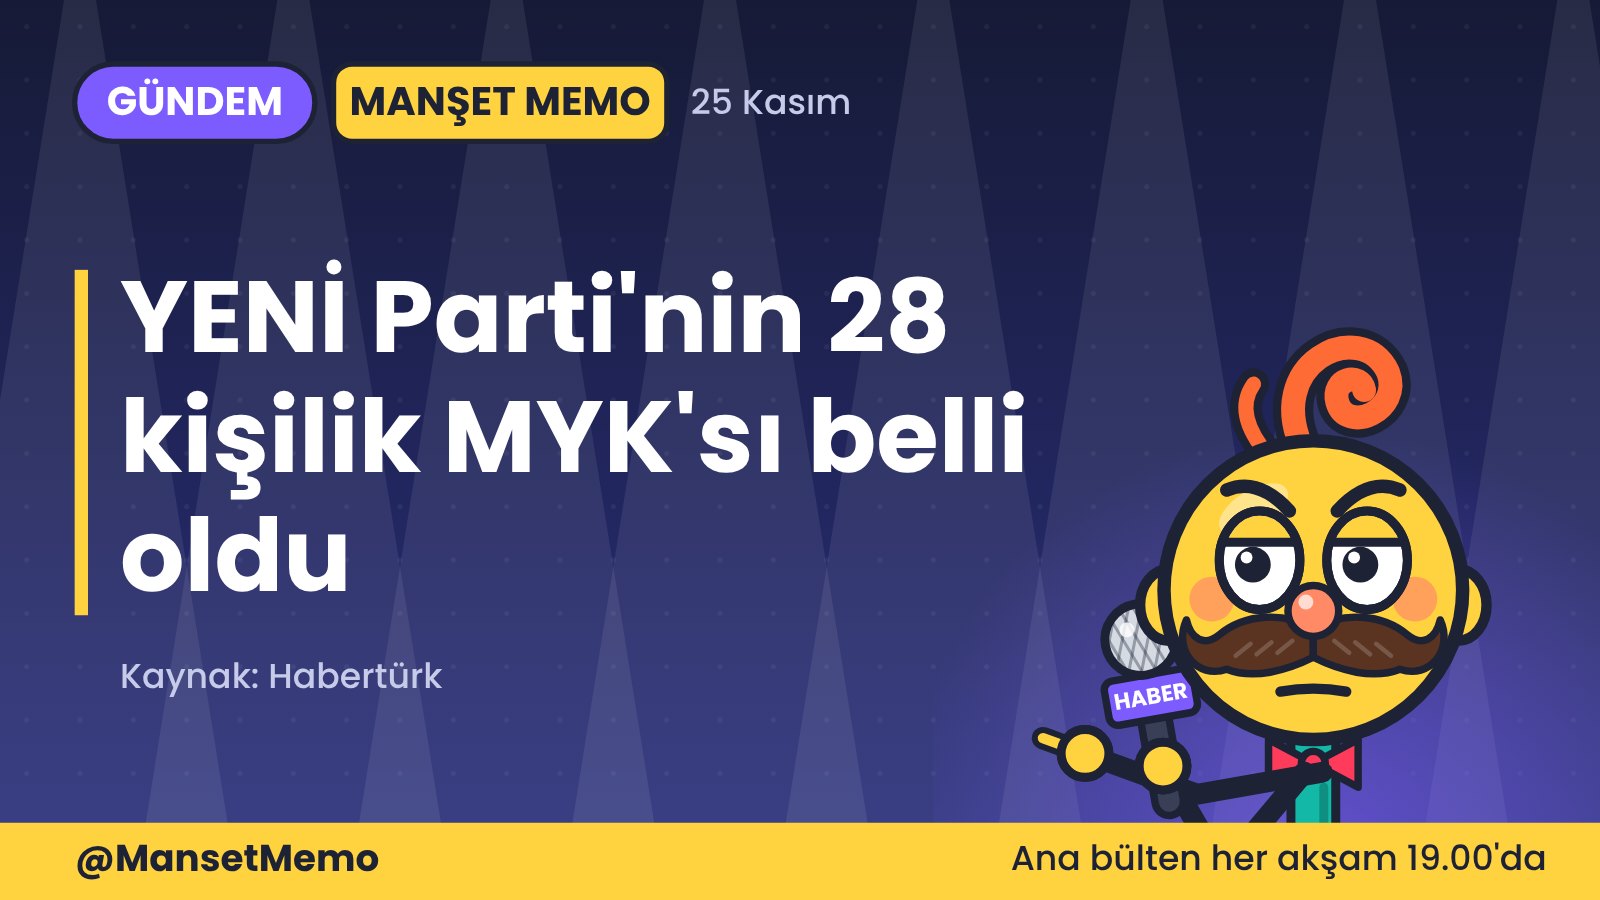 GÜNDEM MANŞET MEMO 25 Kasım
YENİ Parti'nin 28
kişilik MYK'sı belli
oldu
Kaynak: Habertürk
HABER
@MansetMemo Ana bülten her akşam 19.00'da